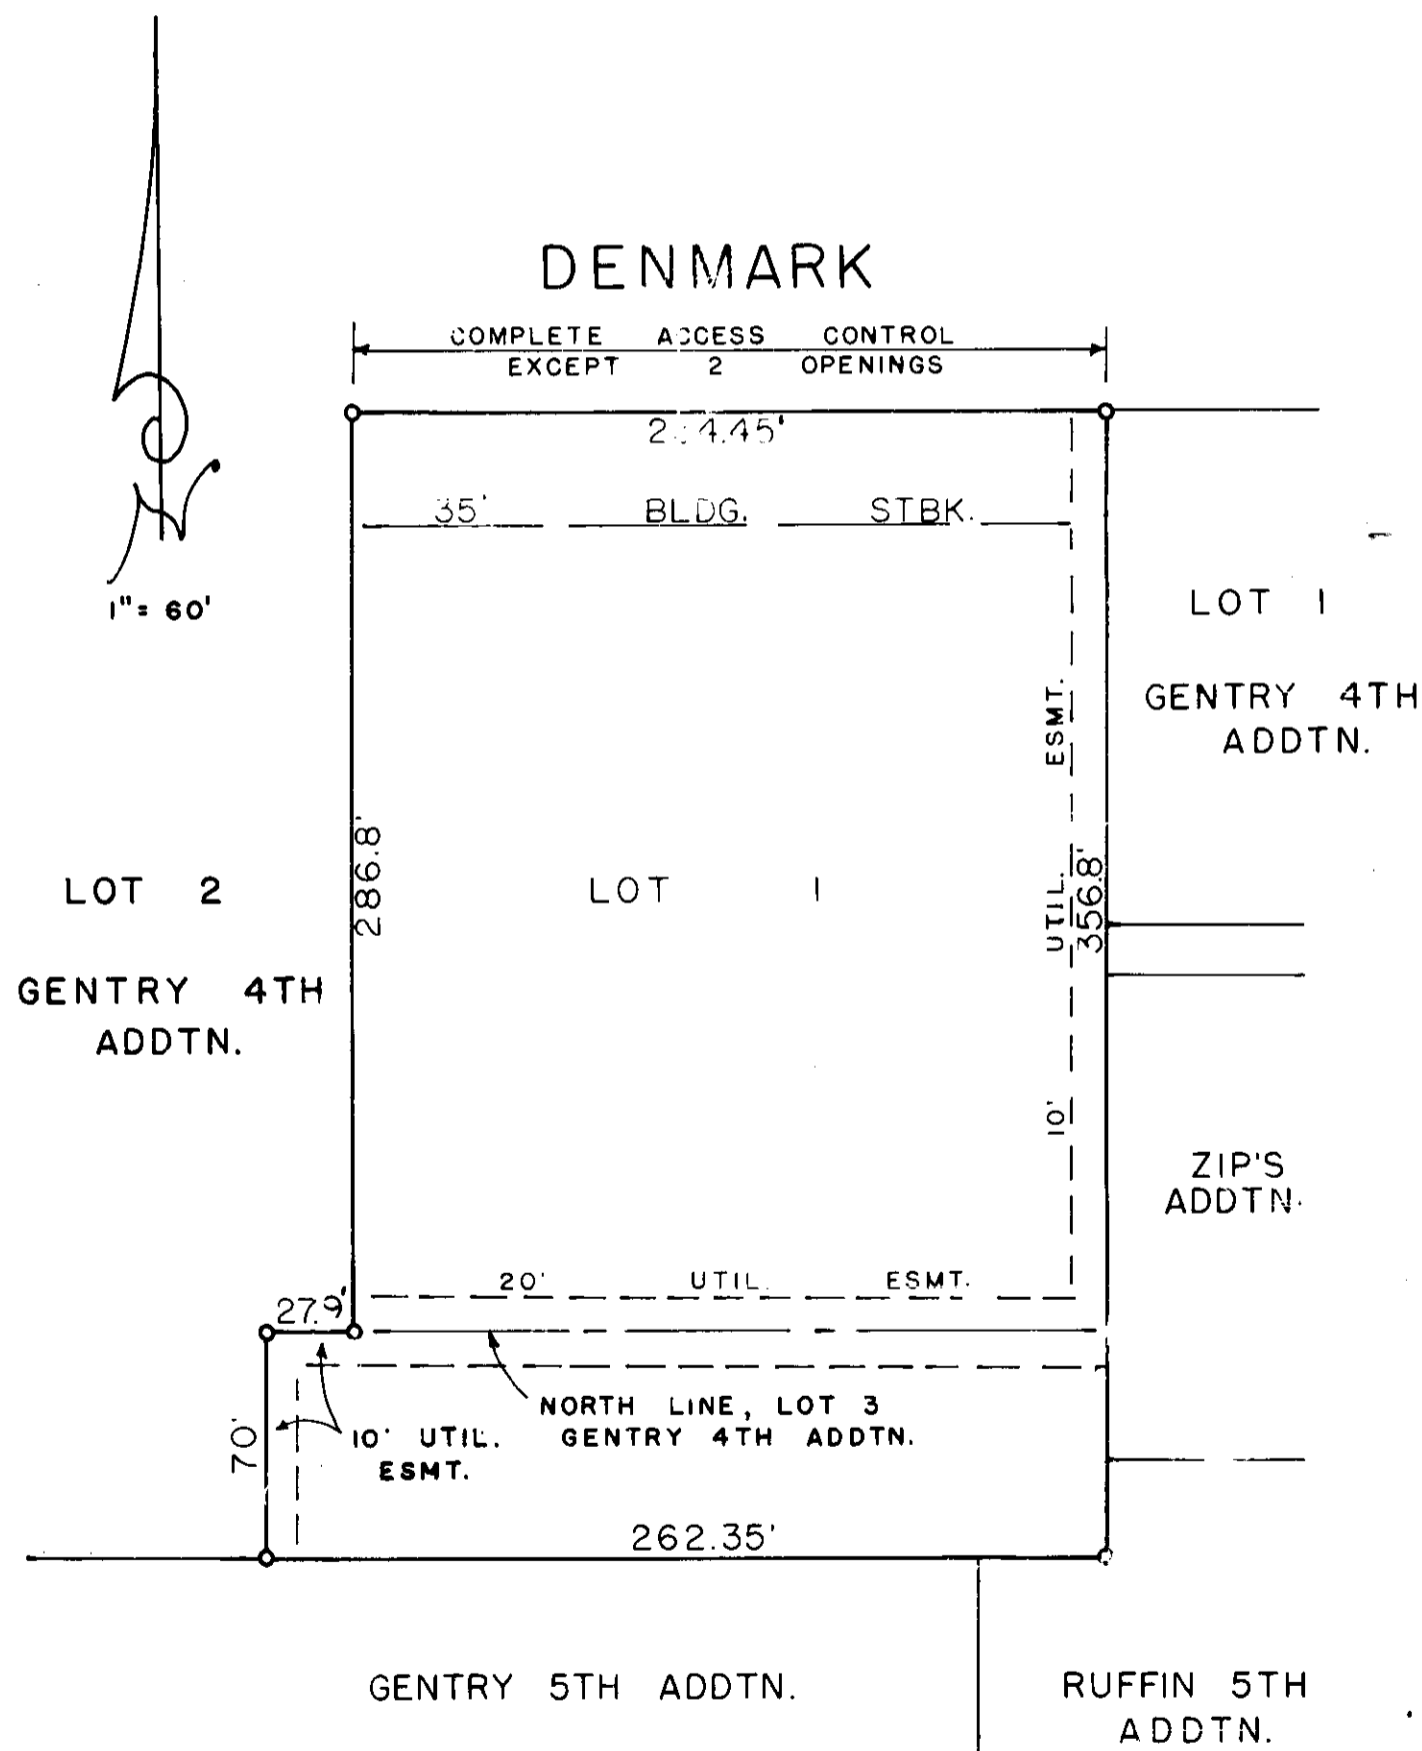 DENMARK
COMPLETE ACCESS CONTROL
EXCEPT 2 OPENINGS
35' BLDG. STBK.
N
1"= 60'
LOT 1
GENTRY 4TH
ADDTN.
10' UTIL. ESMT.
286.8'
356.8'
LOT 2
GENTRY 4TH
ADDTN.
LOT 1
ZIP'S
ADDTN.
20' UTIL. ESMT.
27.9'
NORTH LINE, LOT 3
GENTRY 4TH ADDTN.
10' UTIL.
ESMT.
70'
262.35'
GENTRY 5TH ADDTN.
RUFFIN 5TH
ADDTN.